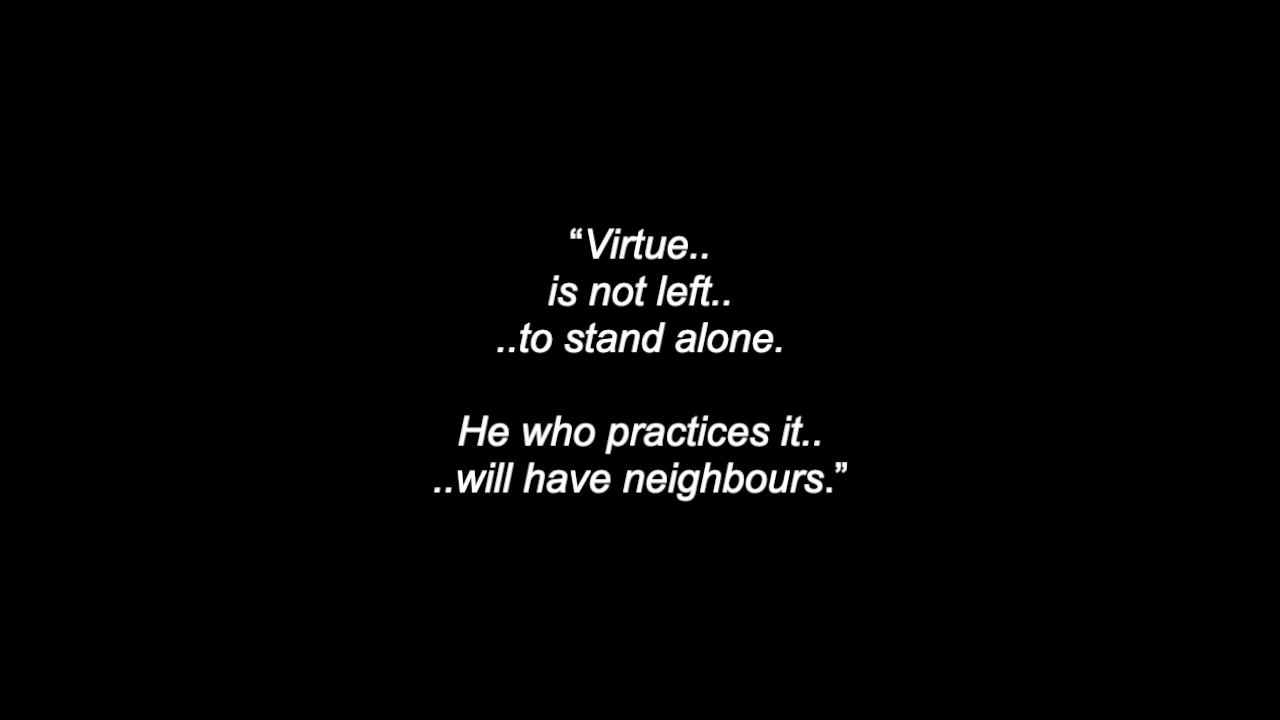 “Virtue..
is not left..
..to stand alone.
He who practices it..
..will have neighbours.”